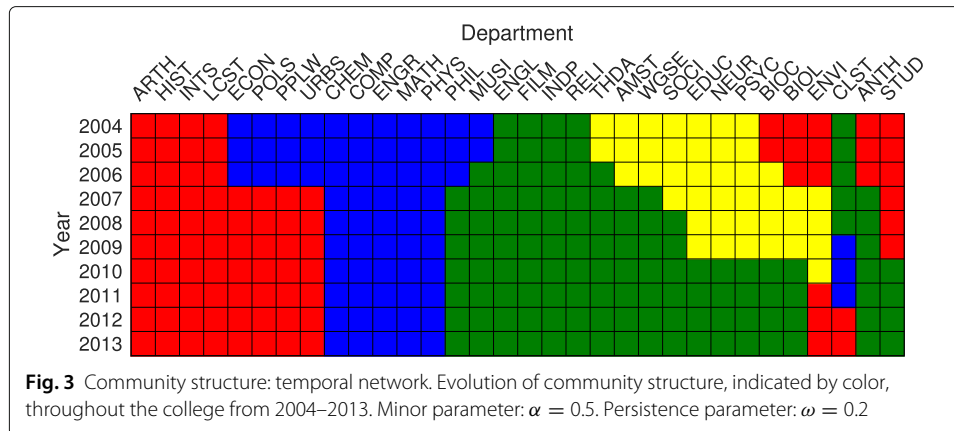 Department
ARTH HIST INTS LCST ECON POLS PPLW URBS CHEM COMP ENGR MATH PHYS PHIL MUSI ENGL FILM INDP RELI THDA AMST WGSE SOCI EDUC NEUR PSYC BIOC BIOL ENVI CLST ANTH STUD
Year
2004
2005
2006
2007
2008
2009
2010
2011
2012
2013
Fig. 3 Community structure: temporal network. Evolution of community structure, indicated by color,
throughout the college from 2004–2013. Minor parameter: α = 0.5. Persistence parameter: ω = 0.2